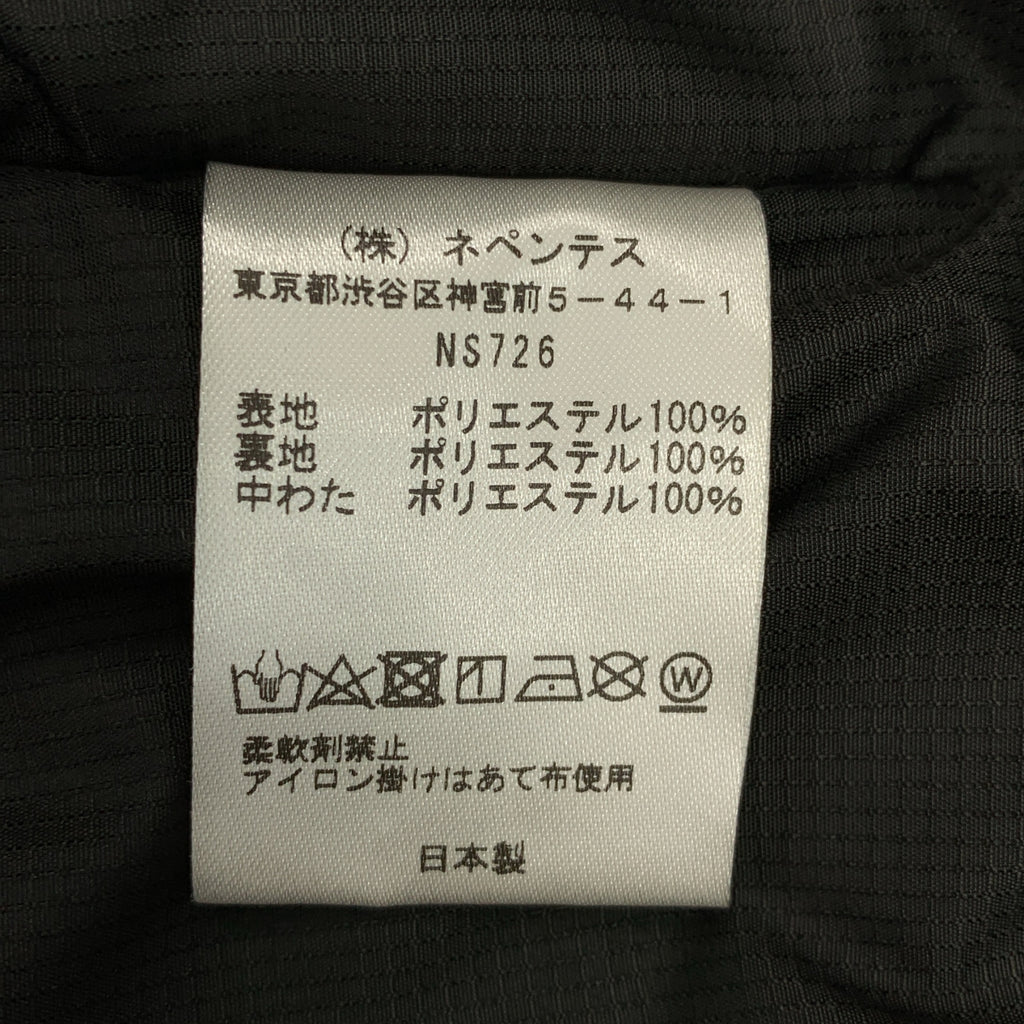 (株) ネペンテス
東京都渋谷区神宮前5-44-1
NS726
表地 ポリエステル100%
裏地 ポリエステル100%
中わた ポリエステル100%
W
柔軟剤禁止
アイロン掛けはあて布使用
日本製